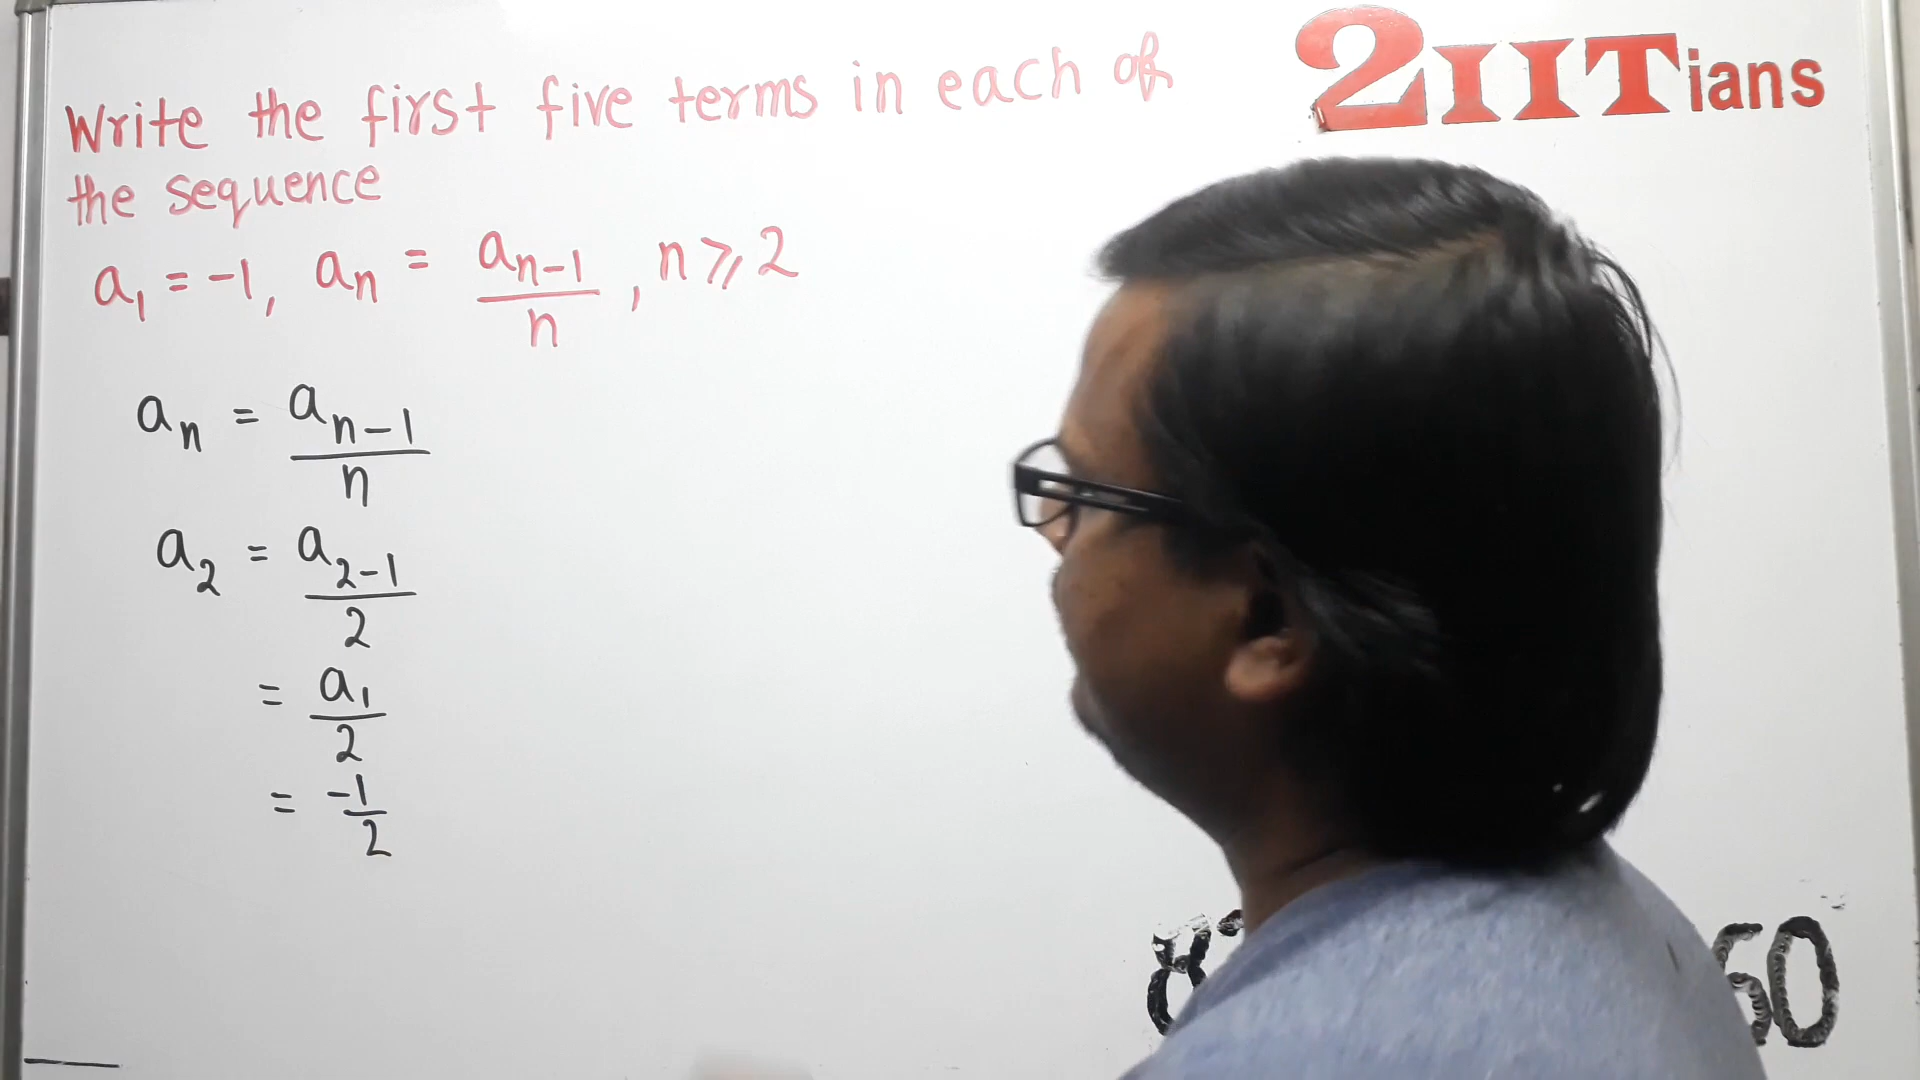 Write the first five terms in each of
2IITians
the sequence
a₁ = -1, aₙ = aₙ₋₁/n, n ⩾ 2
aₙ = aₙ₋₁/n
a₂ = a₂₋₁/2
= a₁/2
= -1/2